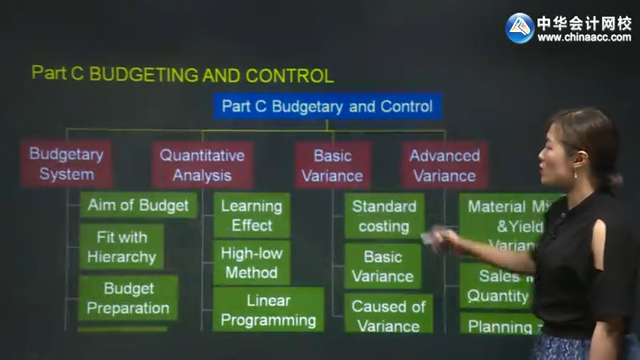 中华会计网校
www.chinaacc.com
Part C BUDGETING AND CONTROL
Part C Budgetary and Control
Budgetary
System
Quantitative
Analysis
Basic
Variance
Advanced
Variance
Aim of Budget
Fit with
Hierarchy
Budget
Preparation
Learning
Effect
High-low
Method
Linear
Programming
Standard
costing
Basic
Variance
Caused of
Variance
Material
&Yield
Sales
Quantity
Planning